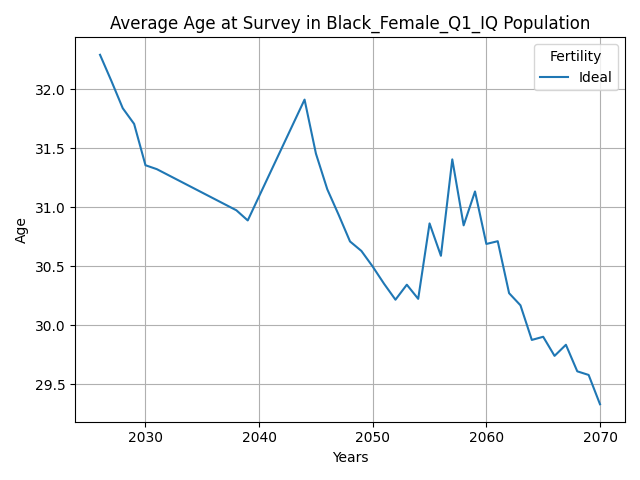 Average Age at Survey in Black_Female_Q1_IQ Population
Fertility
Ideal
Age
32.0
31.5
31.0
30.5
30.0
29.5
2030 2040 2050 2060 2070
Years